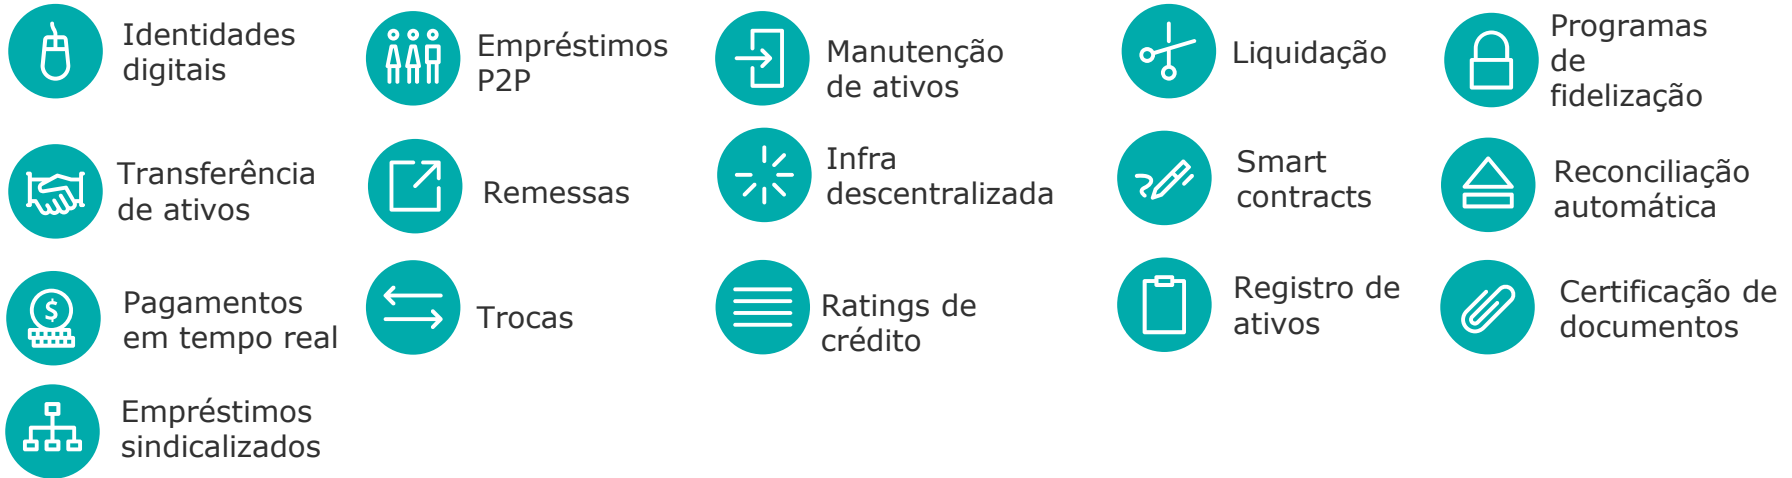 Identidades
digitais
Empréstimos
P2P
Manutenção
de ativos
Liquidação
Programas
de
fidelização
Transferência
de ativos
Remessas
Infra
descentralizada
Smart
contracts
Reconciliação
automática
Pagamentos
em tempo real
Trocas
Ratings de
crédito
Registro de
ativos
Certificação de
documentos
Empréstimos
sindicalizados
$